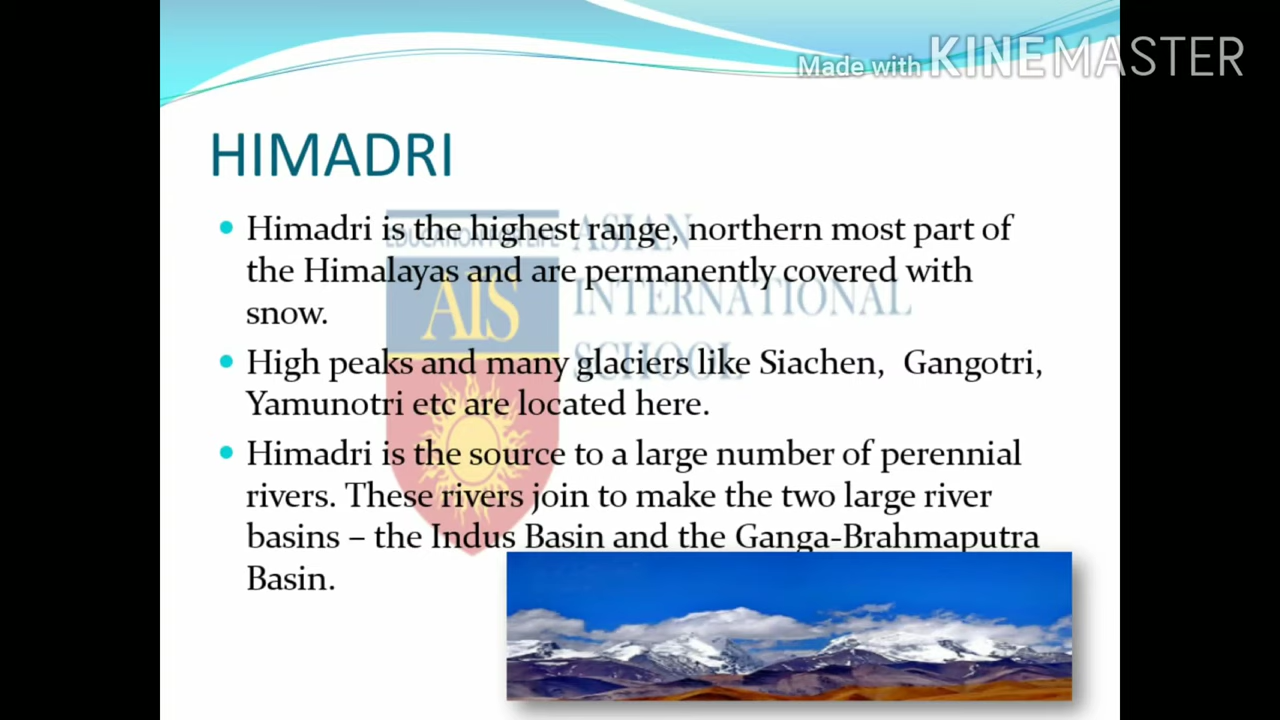 Made with KINEMASTER
HIMADRI
• Himadri is the highest range, northern most part of
the Himalayas and are permanently covered with
snow.
• High peaks and many glaciers like Siachen, Gangotri,
Yamunotri etc are located here.
• Himadri is the source to a large number of perennial
rivers. These rivers join to make the two large river
basins – the Indus Basin and the Ganga-Brahmaputra
Basin.
EDUCATION FOR LIFE
AIS
ASIAN
INTERNATIONAL
SCHOOL